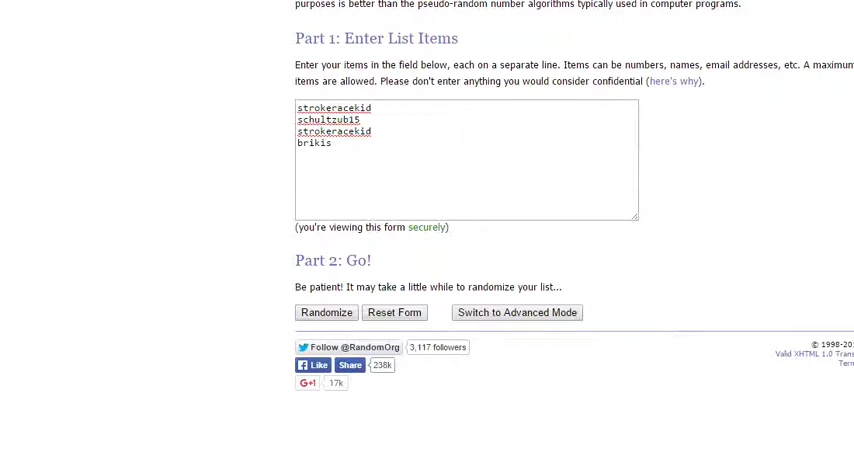 purposes is better than the pseudo-random number algorithms typically used in computer programs.
Part 1: Enter List Items
Enter your items in the field below, each on a separate line. Items can be numbers, names, email addresses, etc. A maximum
items are allowed. Please don't enter anything you would consider confidential (here's why).
strokeracekid
schultzub15
strokeracekid
brikis
(you're viewing this form securely)
Part 2: Go!
Be patient! It may take a little while to randomize your list...
Randomize Reset Form Switch to Advanced Mode
Follow @RandomOrg 3,117 followers
© 1998-20
Like Share 238k
Valid XHTML 1.0 Trans
Term
G+1 17k